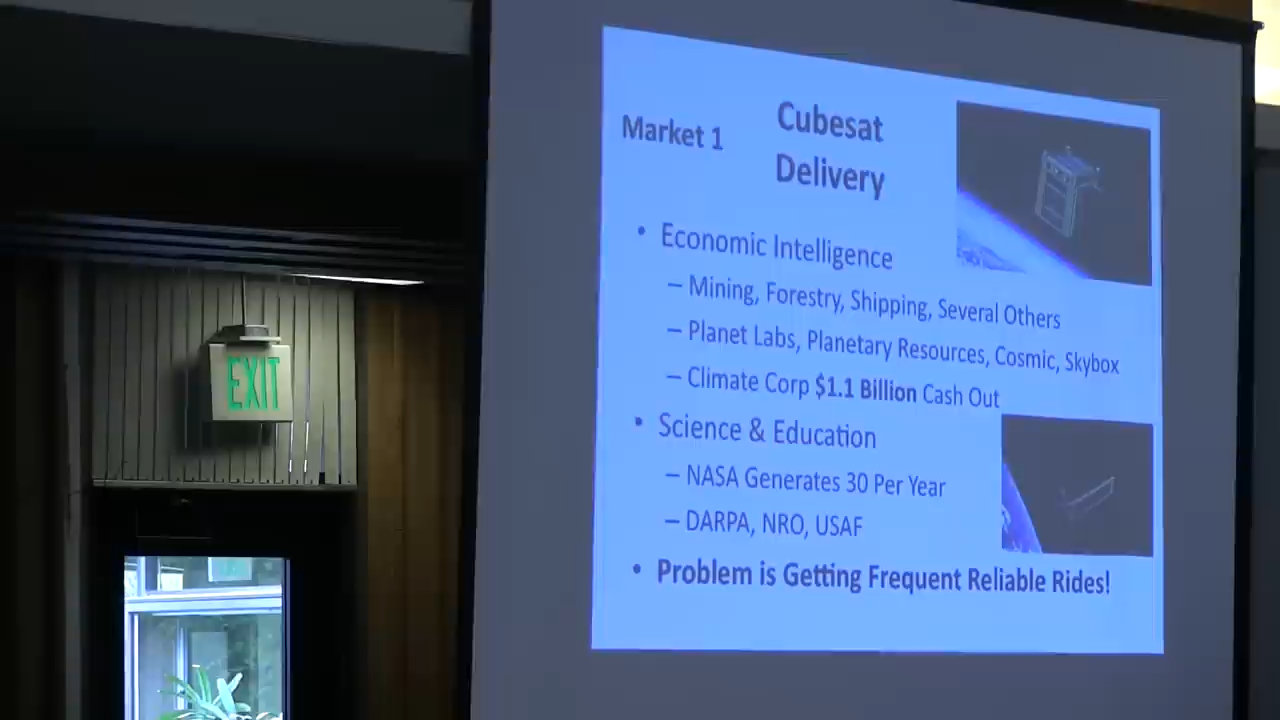 EXIT
Market 1
Cubesat
Delivery
• Economic Intelligence
– Mining, Forestry, Shipping, Several Others
– Planet Labs, Planetary Resources, Cosmic, Skybox
– Climate Corp $1.1 Billion Cash Out
• Science & Education
– NASA Generates 30 Per Year
– DARPA, NRO, USAF
• Problem is Getting Frequent Reliable Rides!